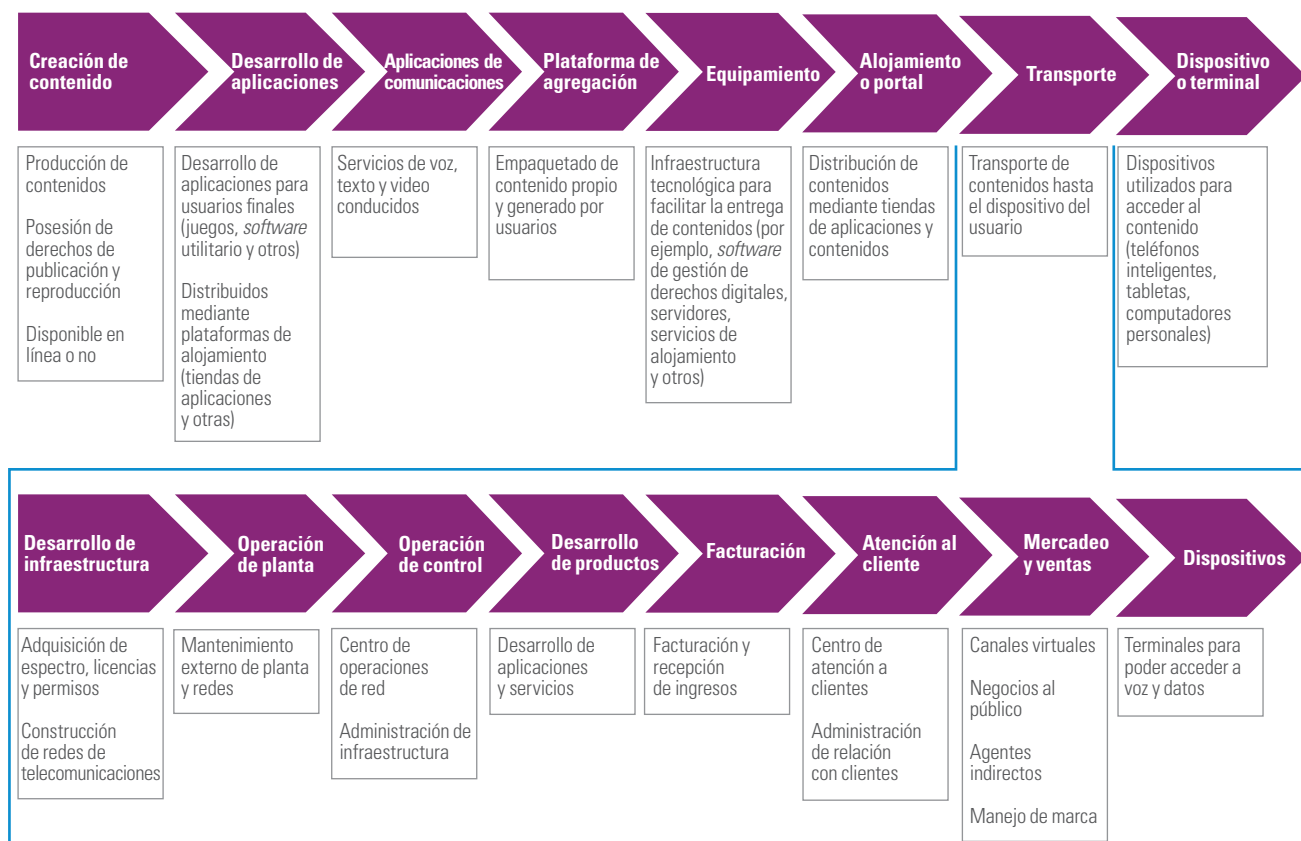 Creación de
contenido
Desarrollo de
aplicaciones
Aplicaciones de
comunicaciones
Plataforma de
agregación
Equipamiento
Alojamiento
o portal
Transporte
Dispositivo
o terminal
Producción de
contenidos
Posesión de
derechos de
publicación y
reproducción
Disponible en
línea o no
Desarrollo de
aplicaciones para
usuarios finales
(juegos, software
utilitario y otros)
Distribuidos
mediante
plataformas de
alojamiento
(tiendas de
aplicaciones
y otras)
Servicios de voz,
texto y video
conducidos
Empaquetado de
contenido propio
y generado por
usuarios
Infraestructura
tecnológica para
facilitar la entrega
de contenidos (por
ejemplo, software
de gestión de
derechos digitales,
servidores,
servicios de
alojamiento
y otros)
Distribución de
contenidos
mediante tiendas
de aplicaciones y
contenidos
Transporte de
contenidos hasta
el dispositivo del
usuario
Dispositivos
utilizados para
acceder al
contenido
(teléfonos
inteligentes,
tabletas,
computadores
personales)
Desarrollo de
infraestructura
Operación
de planta
Operación
de control
Desarrollo
de productos
Facturación
Atención al
cliente
Mercadeo
y ventas
Dispositivos
Adquisición de
espectro, licencias
y permisos
Construcción
de redes de
telecomunicaciones
Mantenimiento
externo de planta
y redes
Centro de
operaciones
de red
Administración de
infraestructura
Desarrollo de
aplicaciones
y servicios
Facturación y
recepción
de ingresos
Centro de
atención a
clientes
Administración
de relación
con clientes
Canales virtuales
Negocios al
público
Agentes
indirectos
Manejo de marca
Terminales para
poder acceder a
voz y datos